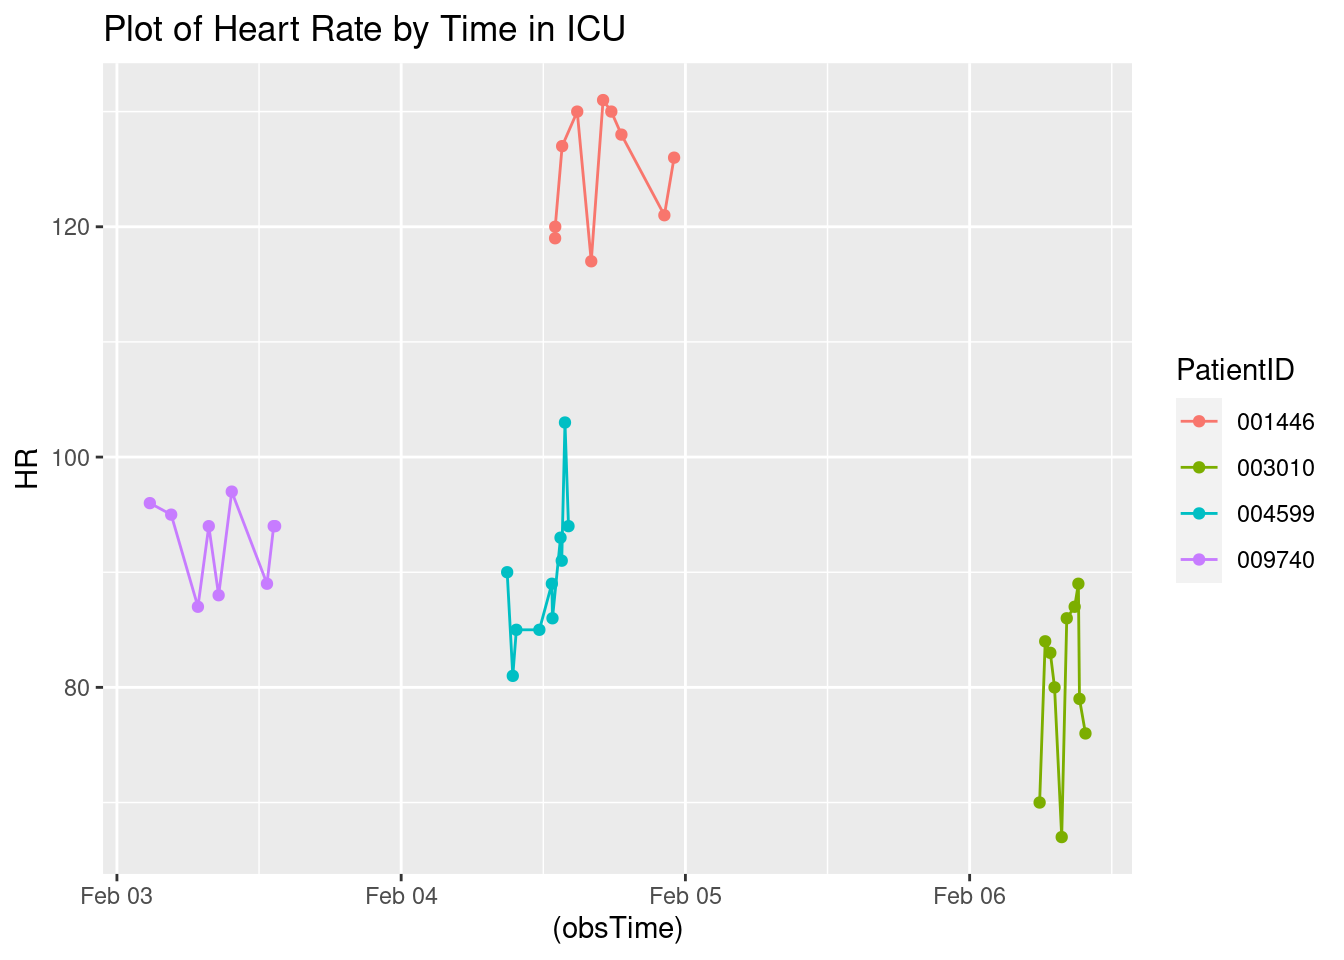 Plot of Heart Rate by Time in ICU
HR
120
100
80
Feb 03
Feb 04
Feb 05
Feb 06
(obsTime)
PatientID
001446
003010
004599
009740